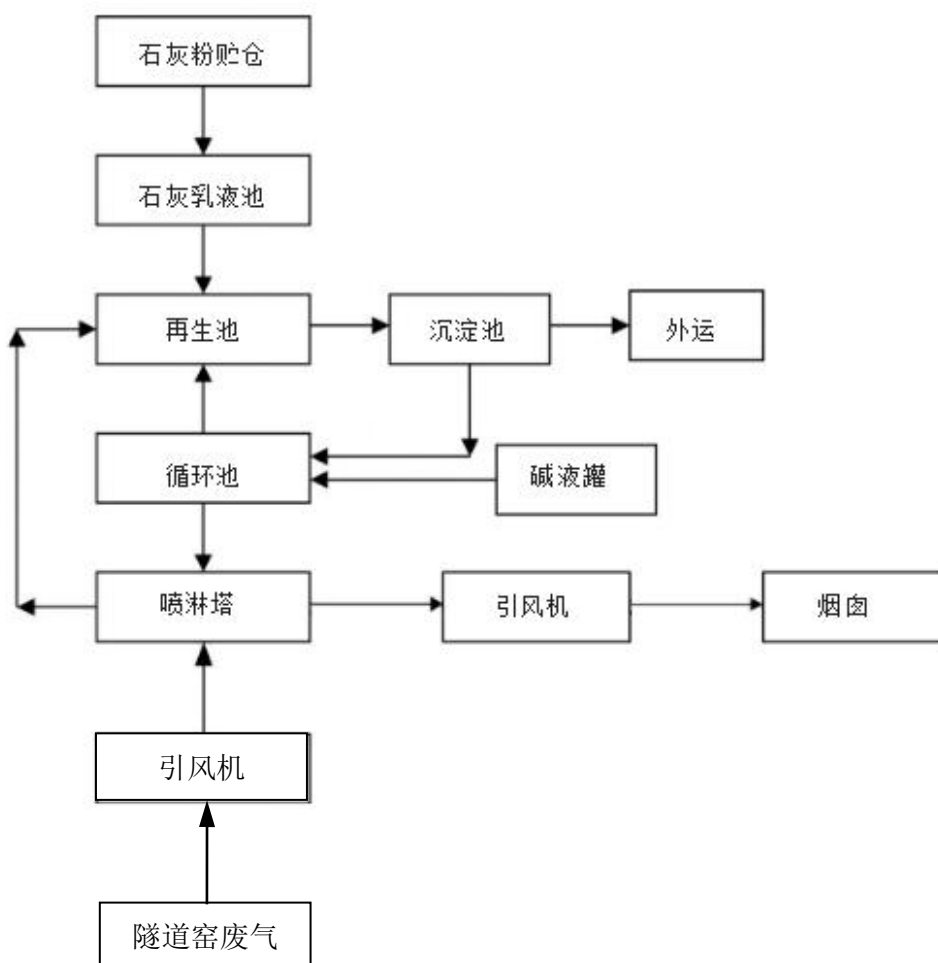 石灰粉贮仓
石灰乳液池
再生池
沉淀池
外运
循环池
碱液罐
喷淋塔
引风机
烟囱
引风机
隧道窑废气